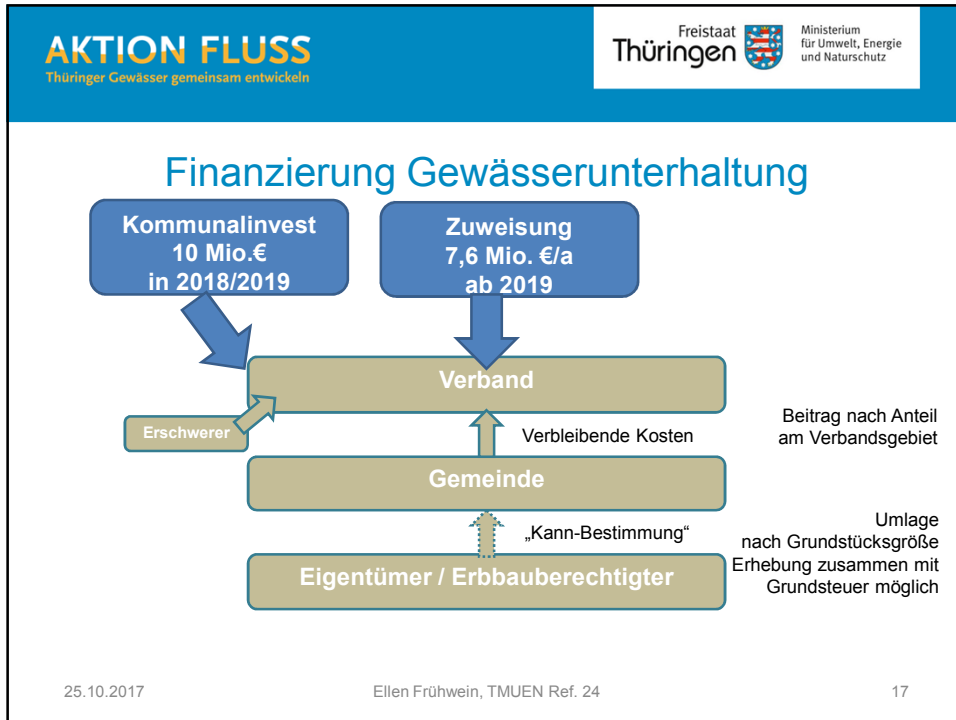 AKTION FLUSS
Thüringer Gewässer gemeinsam entwickeln
Freistaat
Thüringen
Ministerium
für Umwelt, Energie
und Naturschutz
Finanzierung Gewässerunterhaltung
Kommunalinvest
10 Mio.€
in 2018/2019
Zuweisung
7,6 Mio. €/a
ab 2019
Verband
Erschwerer
Verbleibende Kosten
Beitrag nach Anteil
am Verbandsgebiet
Gemeinde
„Kann-Bestimmung“
Umlage
nach Grundstücksgröße
Erhebung zusammen mit
Grundsteuer möglich
Eigentümer / Erbbauberechtigter
25.10.2017
Ellen Frühwein, TMUEN Ref. 24
17